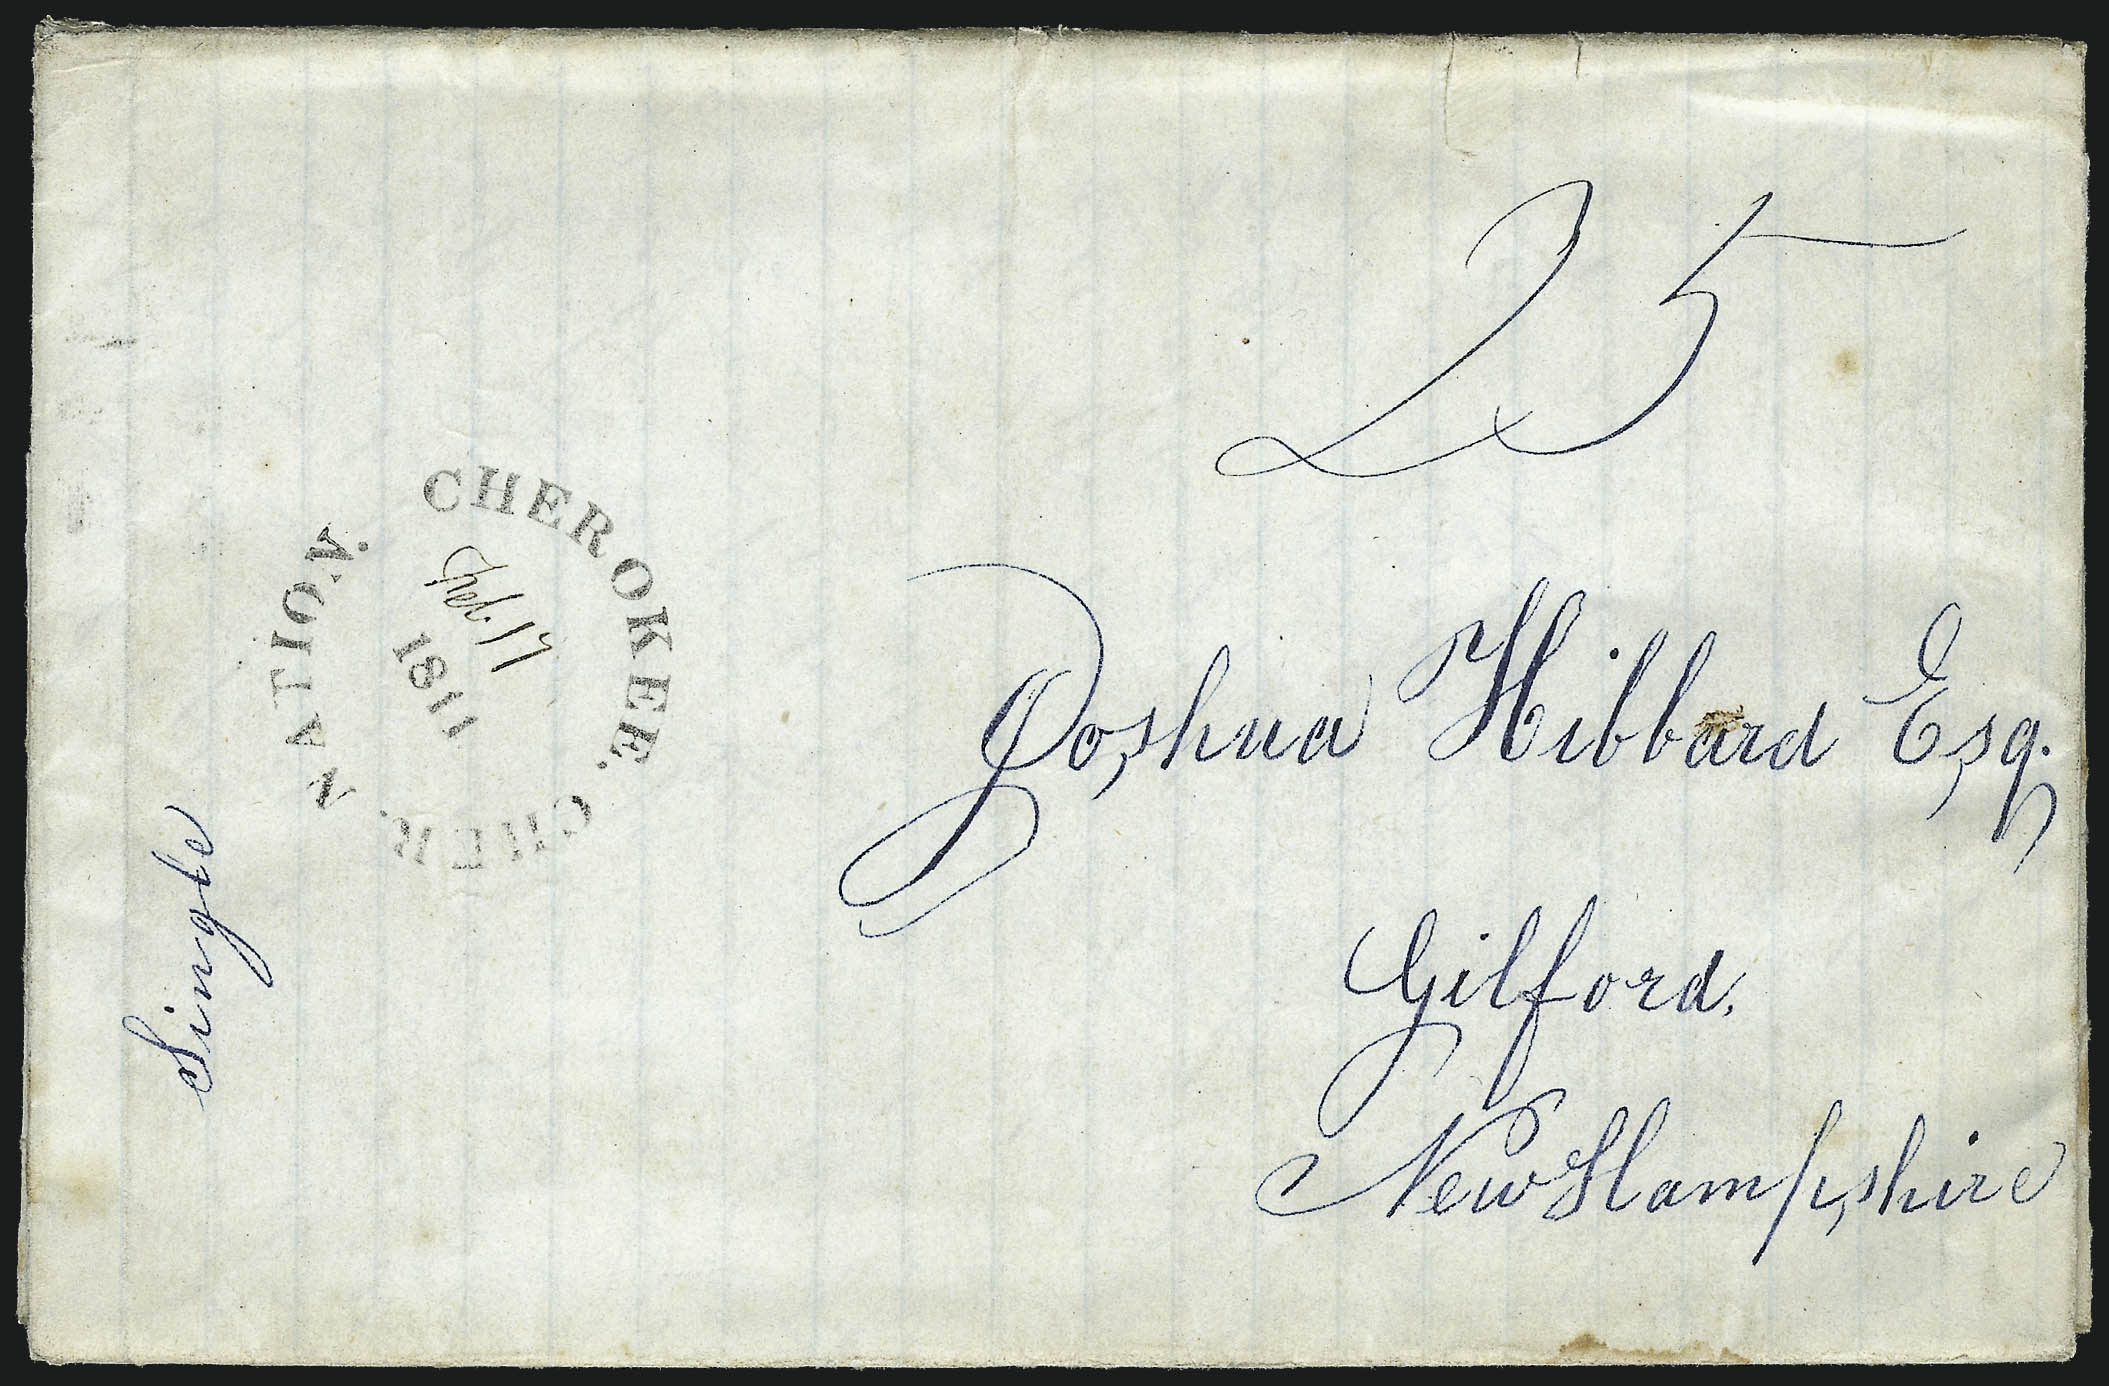 25
CHEROKEE. CHER. NATION.
Feb. 17
1841
Joshua Hibbard Esq.
Gilford.
New Hampshire
Single